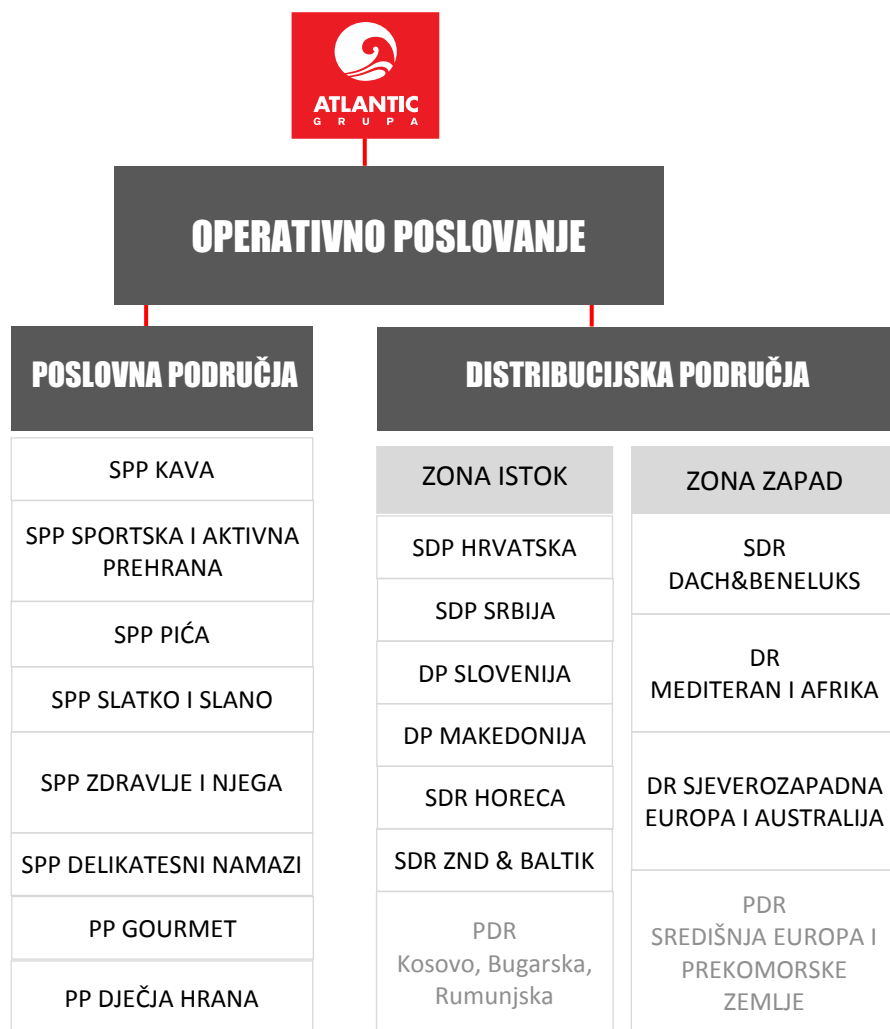 ATLANTIC
GRUPA
OPERATIVNO POSLOVANJE
POSLOVNA PODRUČJA
SPP KAVA
SPP SPORTSKA I AKTIVNA
PREHRANA
SPP PIĆA
SPP SLATKO I SLANO
SPP ZDRAVLJE I NJEGA
SPP DELIKATESNI NAMAZI
PP GOURMET
PP DJEČJA HRANA
DISTRIBUCIJSKA PODRUČJA
ZONA ISTOK
SDP HRVATSKA
SDP SRBIJA
DP SLOVENIJA
DP MAKEDONIJA
SDR HORECA
SDR ZND & BALTIK
PDR
Kosovo, Bugarska,
Rumunjska
ZONA ZAPAD
SDR
DACH&BENELUKS
DR
MEDITERAN I AFRIKA
DR SJEVEROZAPADNA
EUROPA I AUSTRALIJA
PDR
SREDIŠNJA EUROPA I
PREKOMORSKE
ZEMLJE